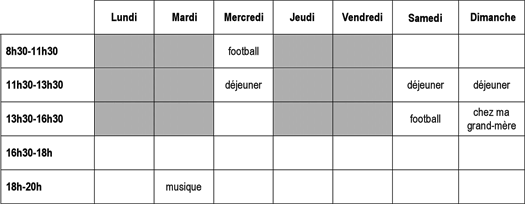 Lundi Mardi Mercredi Jeudi Vendredi Samedi Dimanche
8h30-11h30 football
11h30-13h30 déjeuner déjeuner déjeuner
13h30-16h30 football chez ma
grand-mère
16h30-18h
18h-20h musique